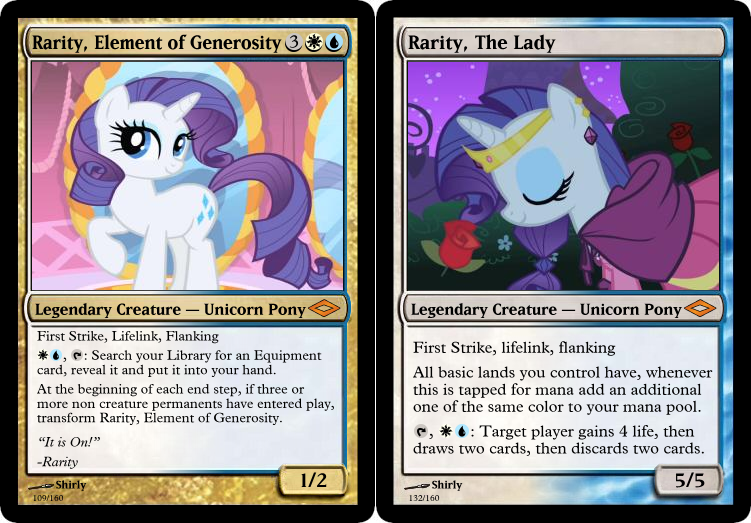 Rarity, Element of Generosity 3
Legendary Creature — Unicorn Pony
First Strike, Lifelink, Flanking
, : Search your Library for an Equipment
card, reveal it and put it into your hand.
At the beginning of each end step, if three or
more non creature permanents have entered play,
transform Rarity, Element of Generosity.
“It is On!”
-Rarity
1/2
Shirly
109/160
Rarity, The Lady
Legendary Creature — Unicorn Pony
First Strike, lifelink, flanking
All basic lands you control have, whenever
this is tapped for mana add an additional
one of the same color to your mana pool.
, : Target player gains 4 life, then
draws two cards, then discards two cards.
5/5
Shirly
132/160